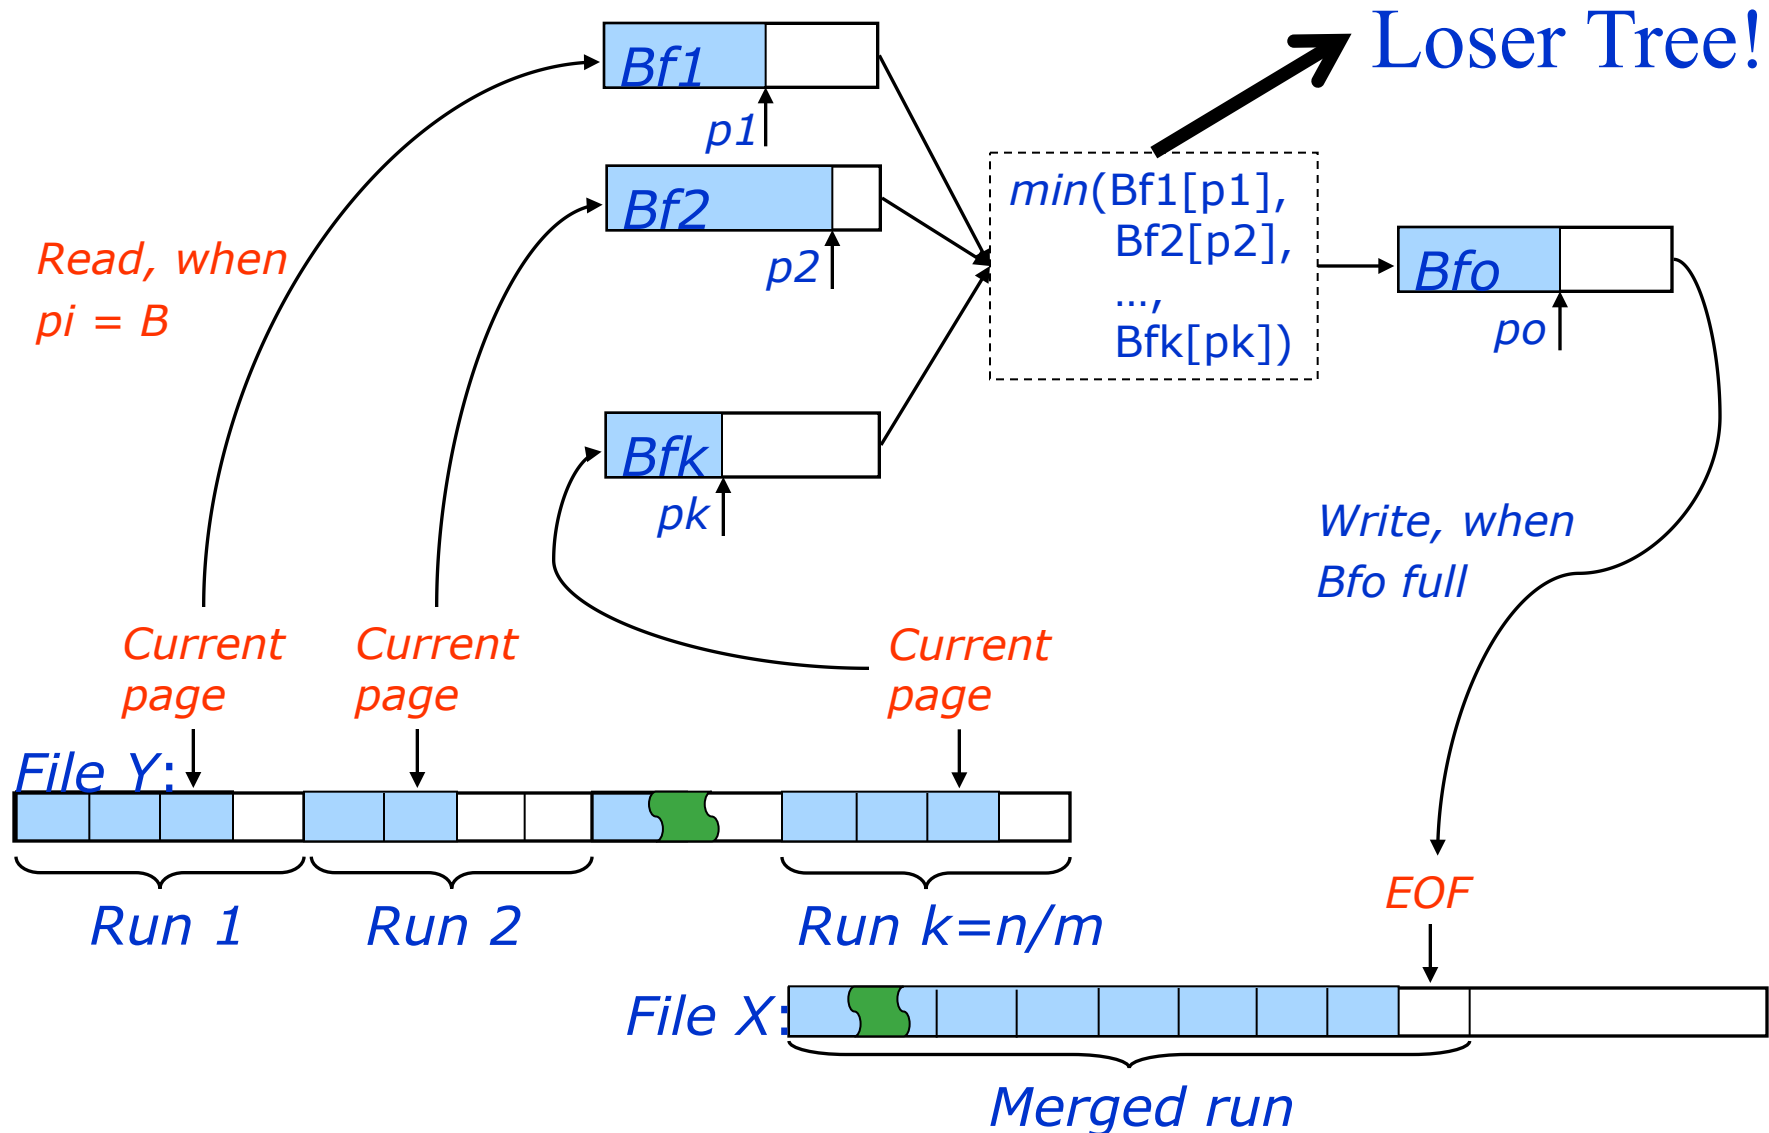 Loser Tree!
Bf1
p1
Bf2
p2
min(Bf1[p1],
Bf2[p2],
…,
Bfk[pk])
Bfo
po
Read, when
pi = B
Bfk
pk
Write, when
Bfo full
Current
page
Current
page
Current
page
File Y:
EOF
Run 1
Run 2
Run k=n/m
File X:
Merged run